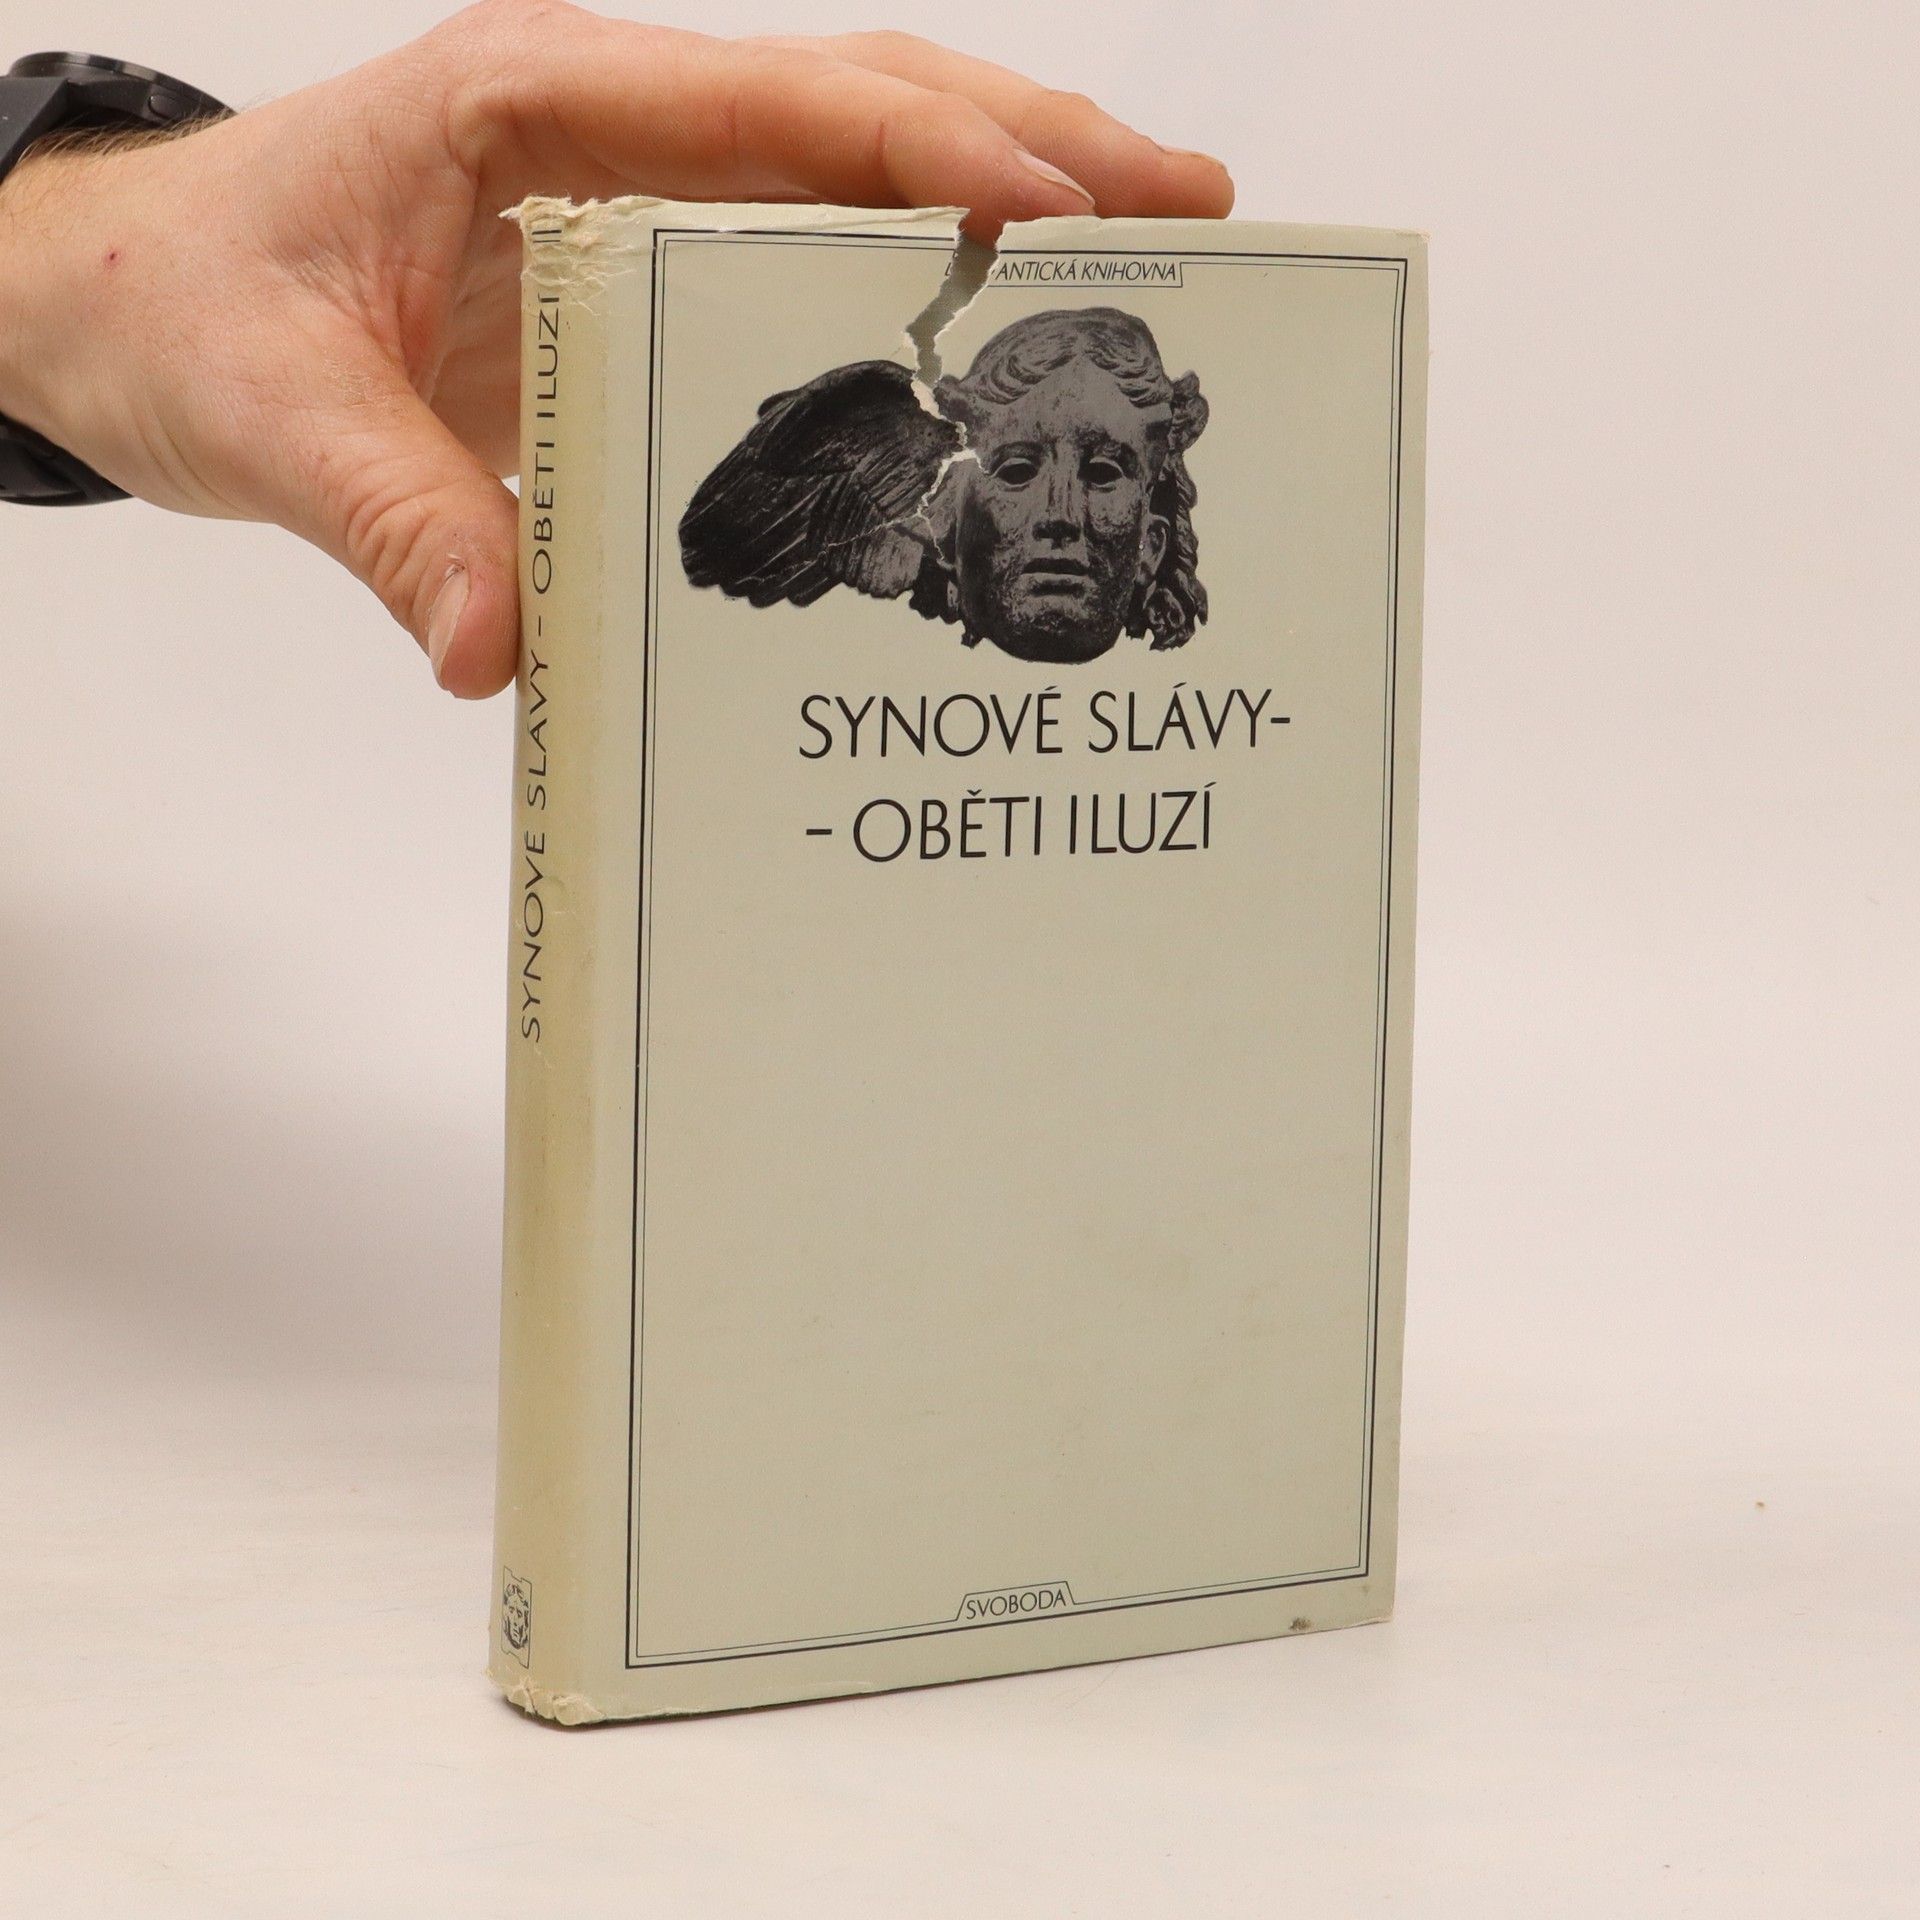 ANTICKÁ KNIHOVNA
SYNOVÉ SLÁVY-
- OBĚTI ILUZÍ
SVOBODA
SYNOVÉ SLÁVY - OBĚTI ILUZÍ